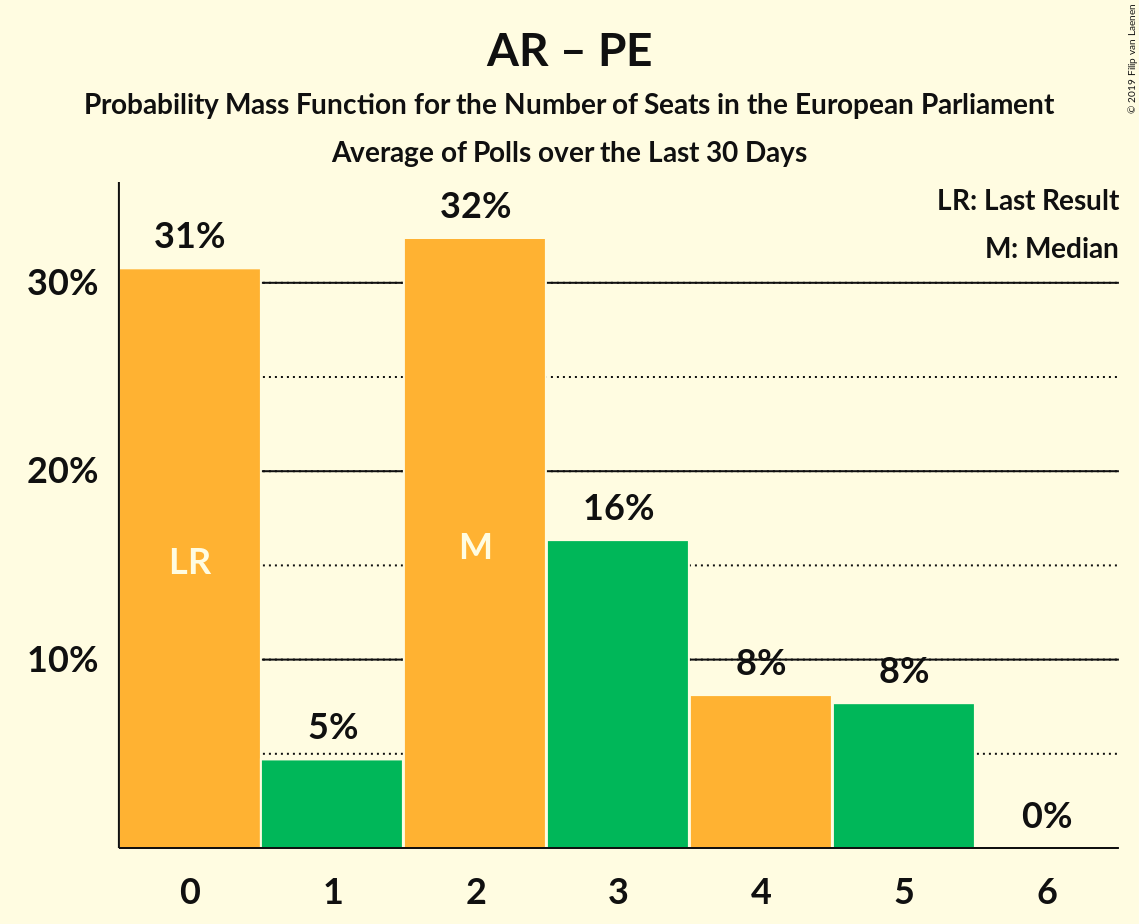 AR – PE
Probability Mass Function for the Number of Seats in the European Parliament
Average of Polls over the Last 30 Days
© 2019 Filip van Laenen
LR: Last Result
M: Median
31%
5%
32%
16%
8%
8%
0%
30%
20%
10%
LR
M
0 1 2 3 4 5 6